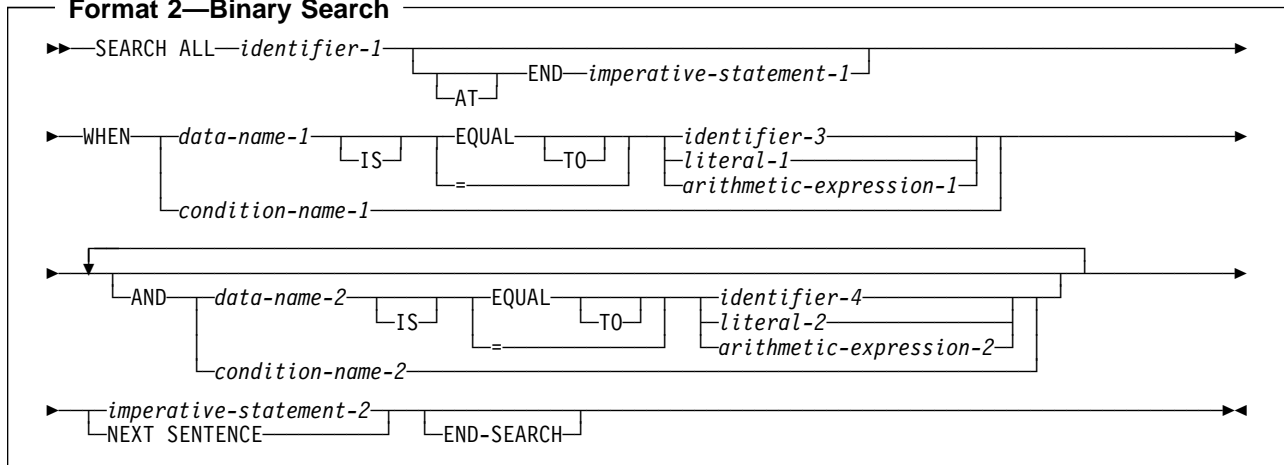 Format 2—Binary Search
SEARCH ALL identifier-1
AT END imperative-statement-1
WHEN data-name-1 IS EQUAL TO identifier-3
= literal-1
arithmetic-expression-1
condition-name-1
AND data-name-2 IS EQUAL TO identifier-4
= literal-2
arithmetic-expression-2
condition-name-2
imperative-statement-2
NEXT SENTENCE END-SEARCH